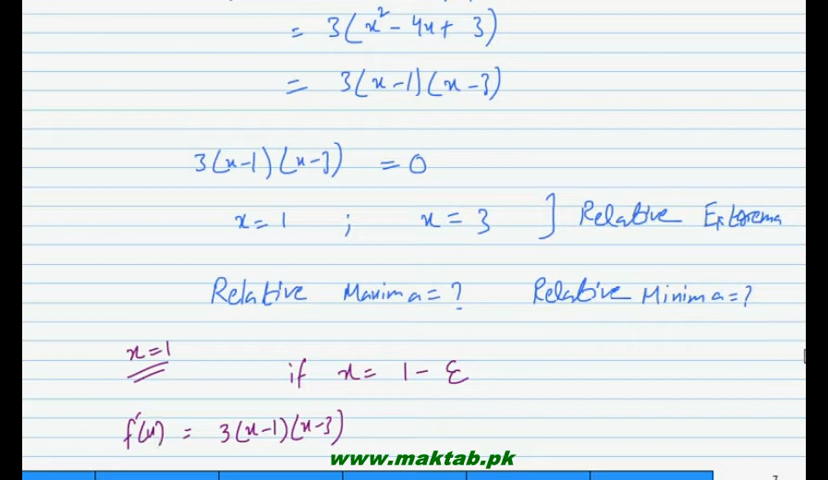 = 3(x² - 4x + 3)
= 3(x-1)(x-3)
3(x-1)(x-3) = 0
x=1 ; x=3 ] Relative Extrema
Relative Maxima=? Relative Minima=?
x=1 if x= 1- ε
f'(x) = 3(x-1)(x-3)
www.maktab.pk